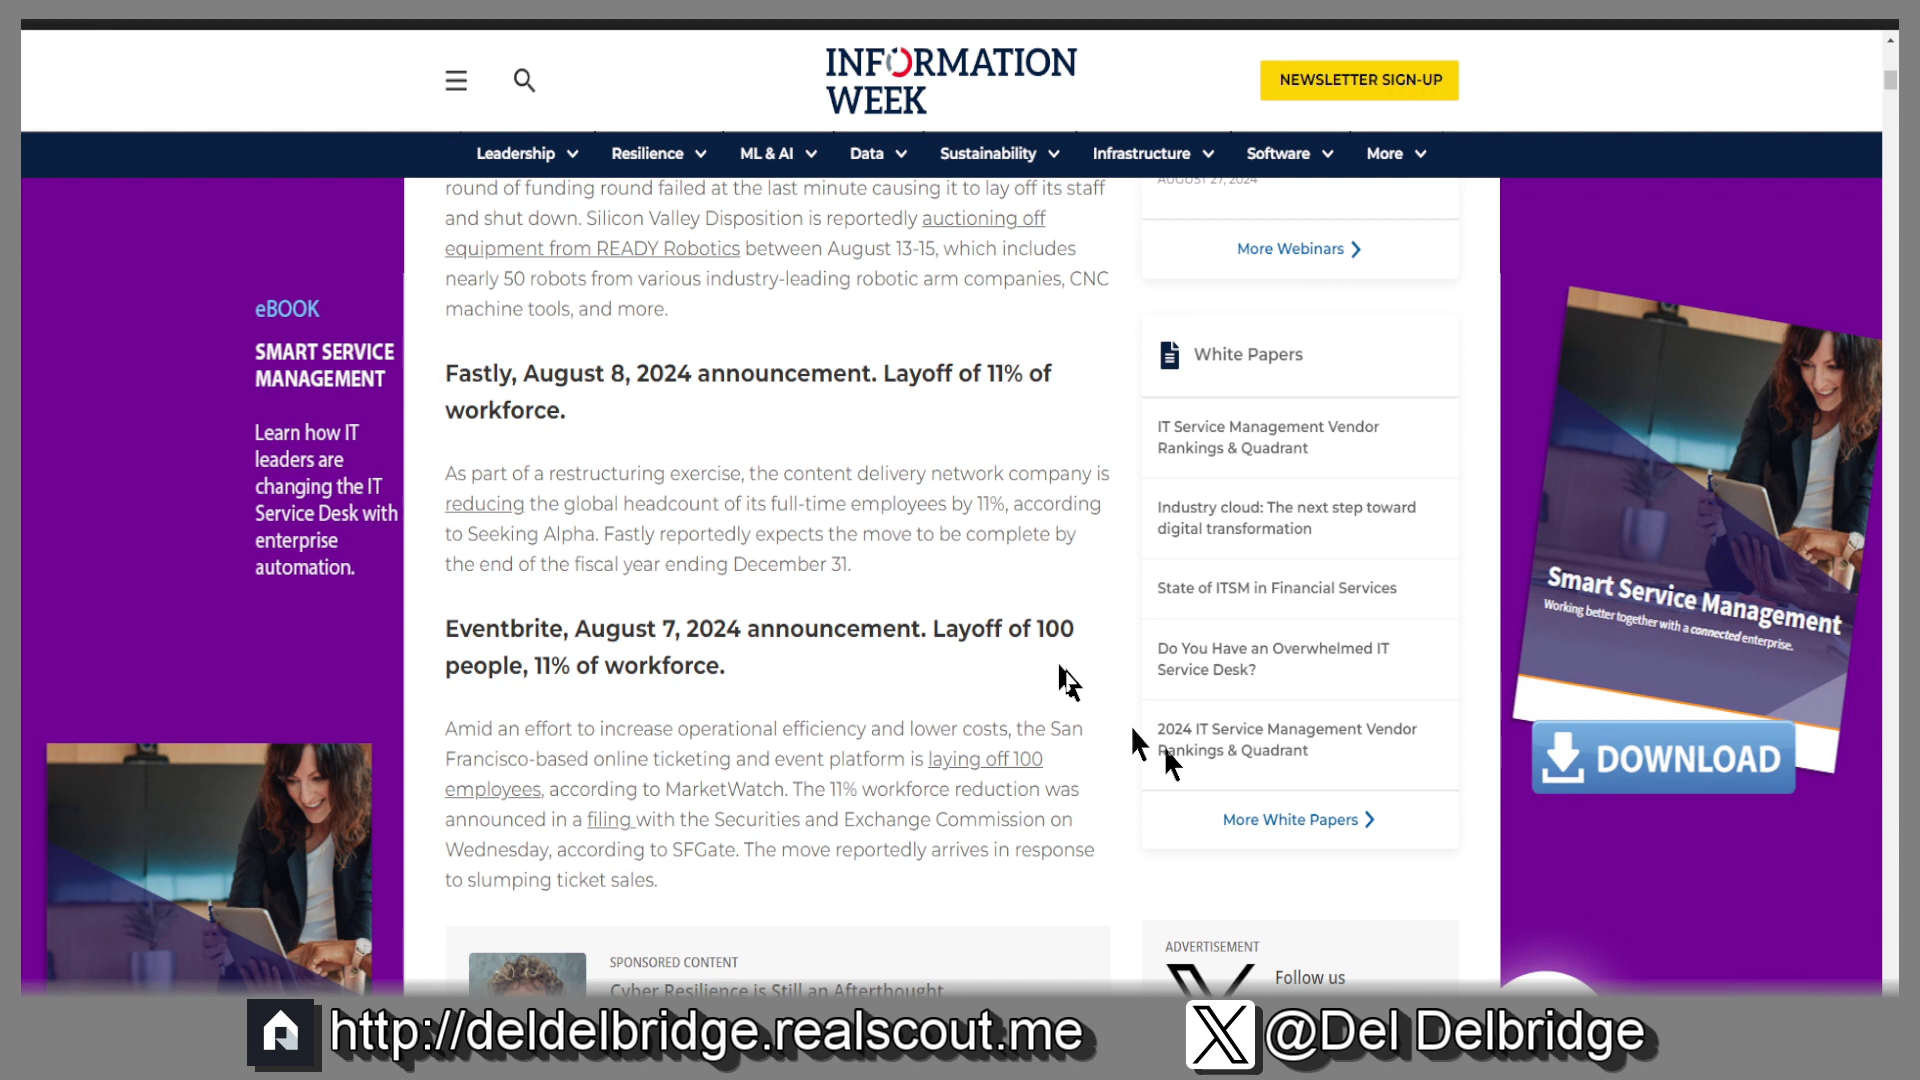 INFORMATION
WEEK
NEWSLETTER SIGN-UP
Leadership
Resilience
ML & AI
Data
Sustainability
Infrastructure
Software
More
round of funding round failed at the last minute causing it to lay off its staff
and shut down. Silicon Valley Disposition is reportedly auctioning off
equipment from READY Robotics between August 13-15, which includes
nearly 50 robots from various industry-leading robotic arm companies, CNC
machine tools, and more.
Fastly, August 8, 2024 announcement. Layoff of 11% of
workforce.
As part of a restructuring exercise, the content delivery network company is
reducing the global headcount of its full-time employees by 11%, according
to Seeking Alpha. Fastly reportedly expects the move to be complete by
the end of the fiscal year ending December 31.
Eventbrite, August 7, 2024 announcement. Layoff of 100
people, 11% of workforce.
Amid an effort to increase operational efficiency and lower costs, the San
Francisco-based online ticketing and event platform is laying off 100
employees, according to MarketWatch. The 11% workforce reduction was
announced in a filing with the Securities and Exchange Commission on
Wednesday, according to SFGate. The move reportedly arrives in response
to slumping ticket sales.
SPONSORED CONTENT
Cyber Resilience is Still an Afterthought
AUGUST 27, 2024
More Webinars
White Papers
IT Service Management Vendor
Rankings & Quadrant
Industry cloud: The next step toward
digital transformation
State of ITSM in Financial Services
Do You Have an Overwhelmed IT
Service Desk?
2024 IT Service Management Vendor
Rankings & Quadrant
More White Papers
ADVERTISEMENT
Follow us
eBOOK
SMART SERVICE
MANAGEMENT
Learn how IT
leaders are
changing the IT
Service Desk with
enterprise
automation.
Smart Service Management
Working better together with a connected enterprise.
DOWNLOAD
http://deldelbridge.realscout.me
@Del Delbridge